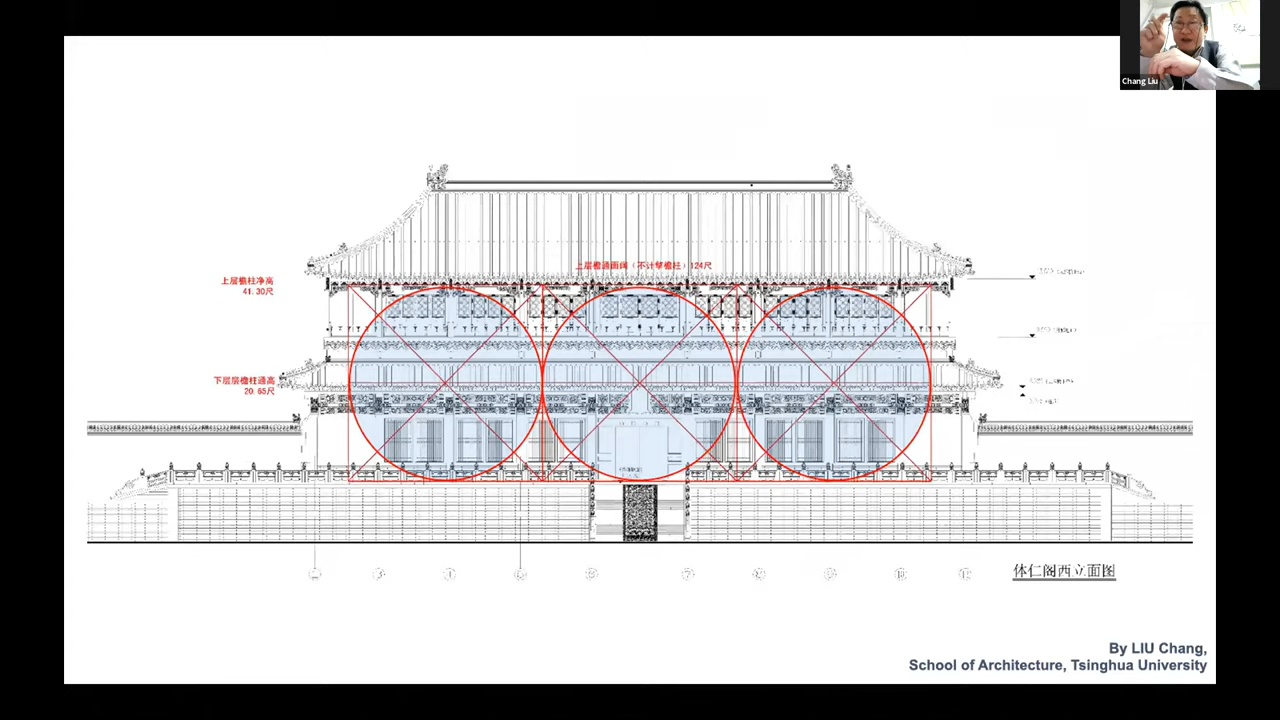 Chang Liu
上层檐通面阔（不计擎檐柱）124尺
上层檐柱净高
41.30尺
下层层檐柱通高
20.65尺
体仁阁西立面图
By LIU Chang,
School of Architecture, Tsinghua University